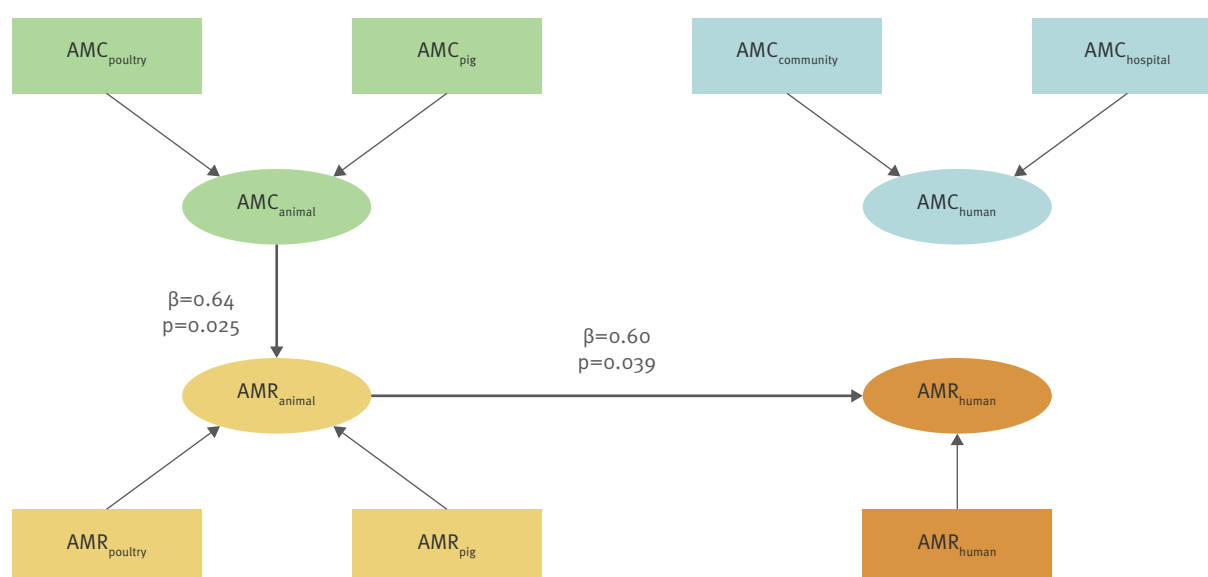 AMCpoultry
AMCpig
AMCcommunity
AMChospital
AMCanimal
AMChuman
β=0.64
p=0.025
β=0.60
p=0.039
AMRanimal
AMRhuman
AMRpoultry
AMRpig
AMRhuman